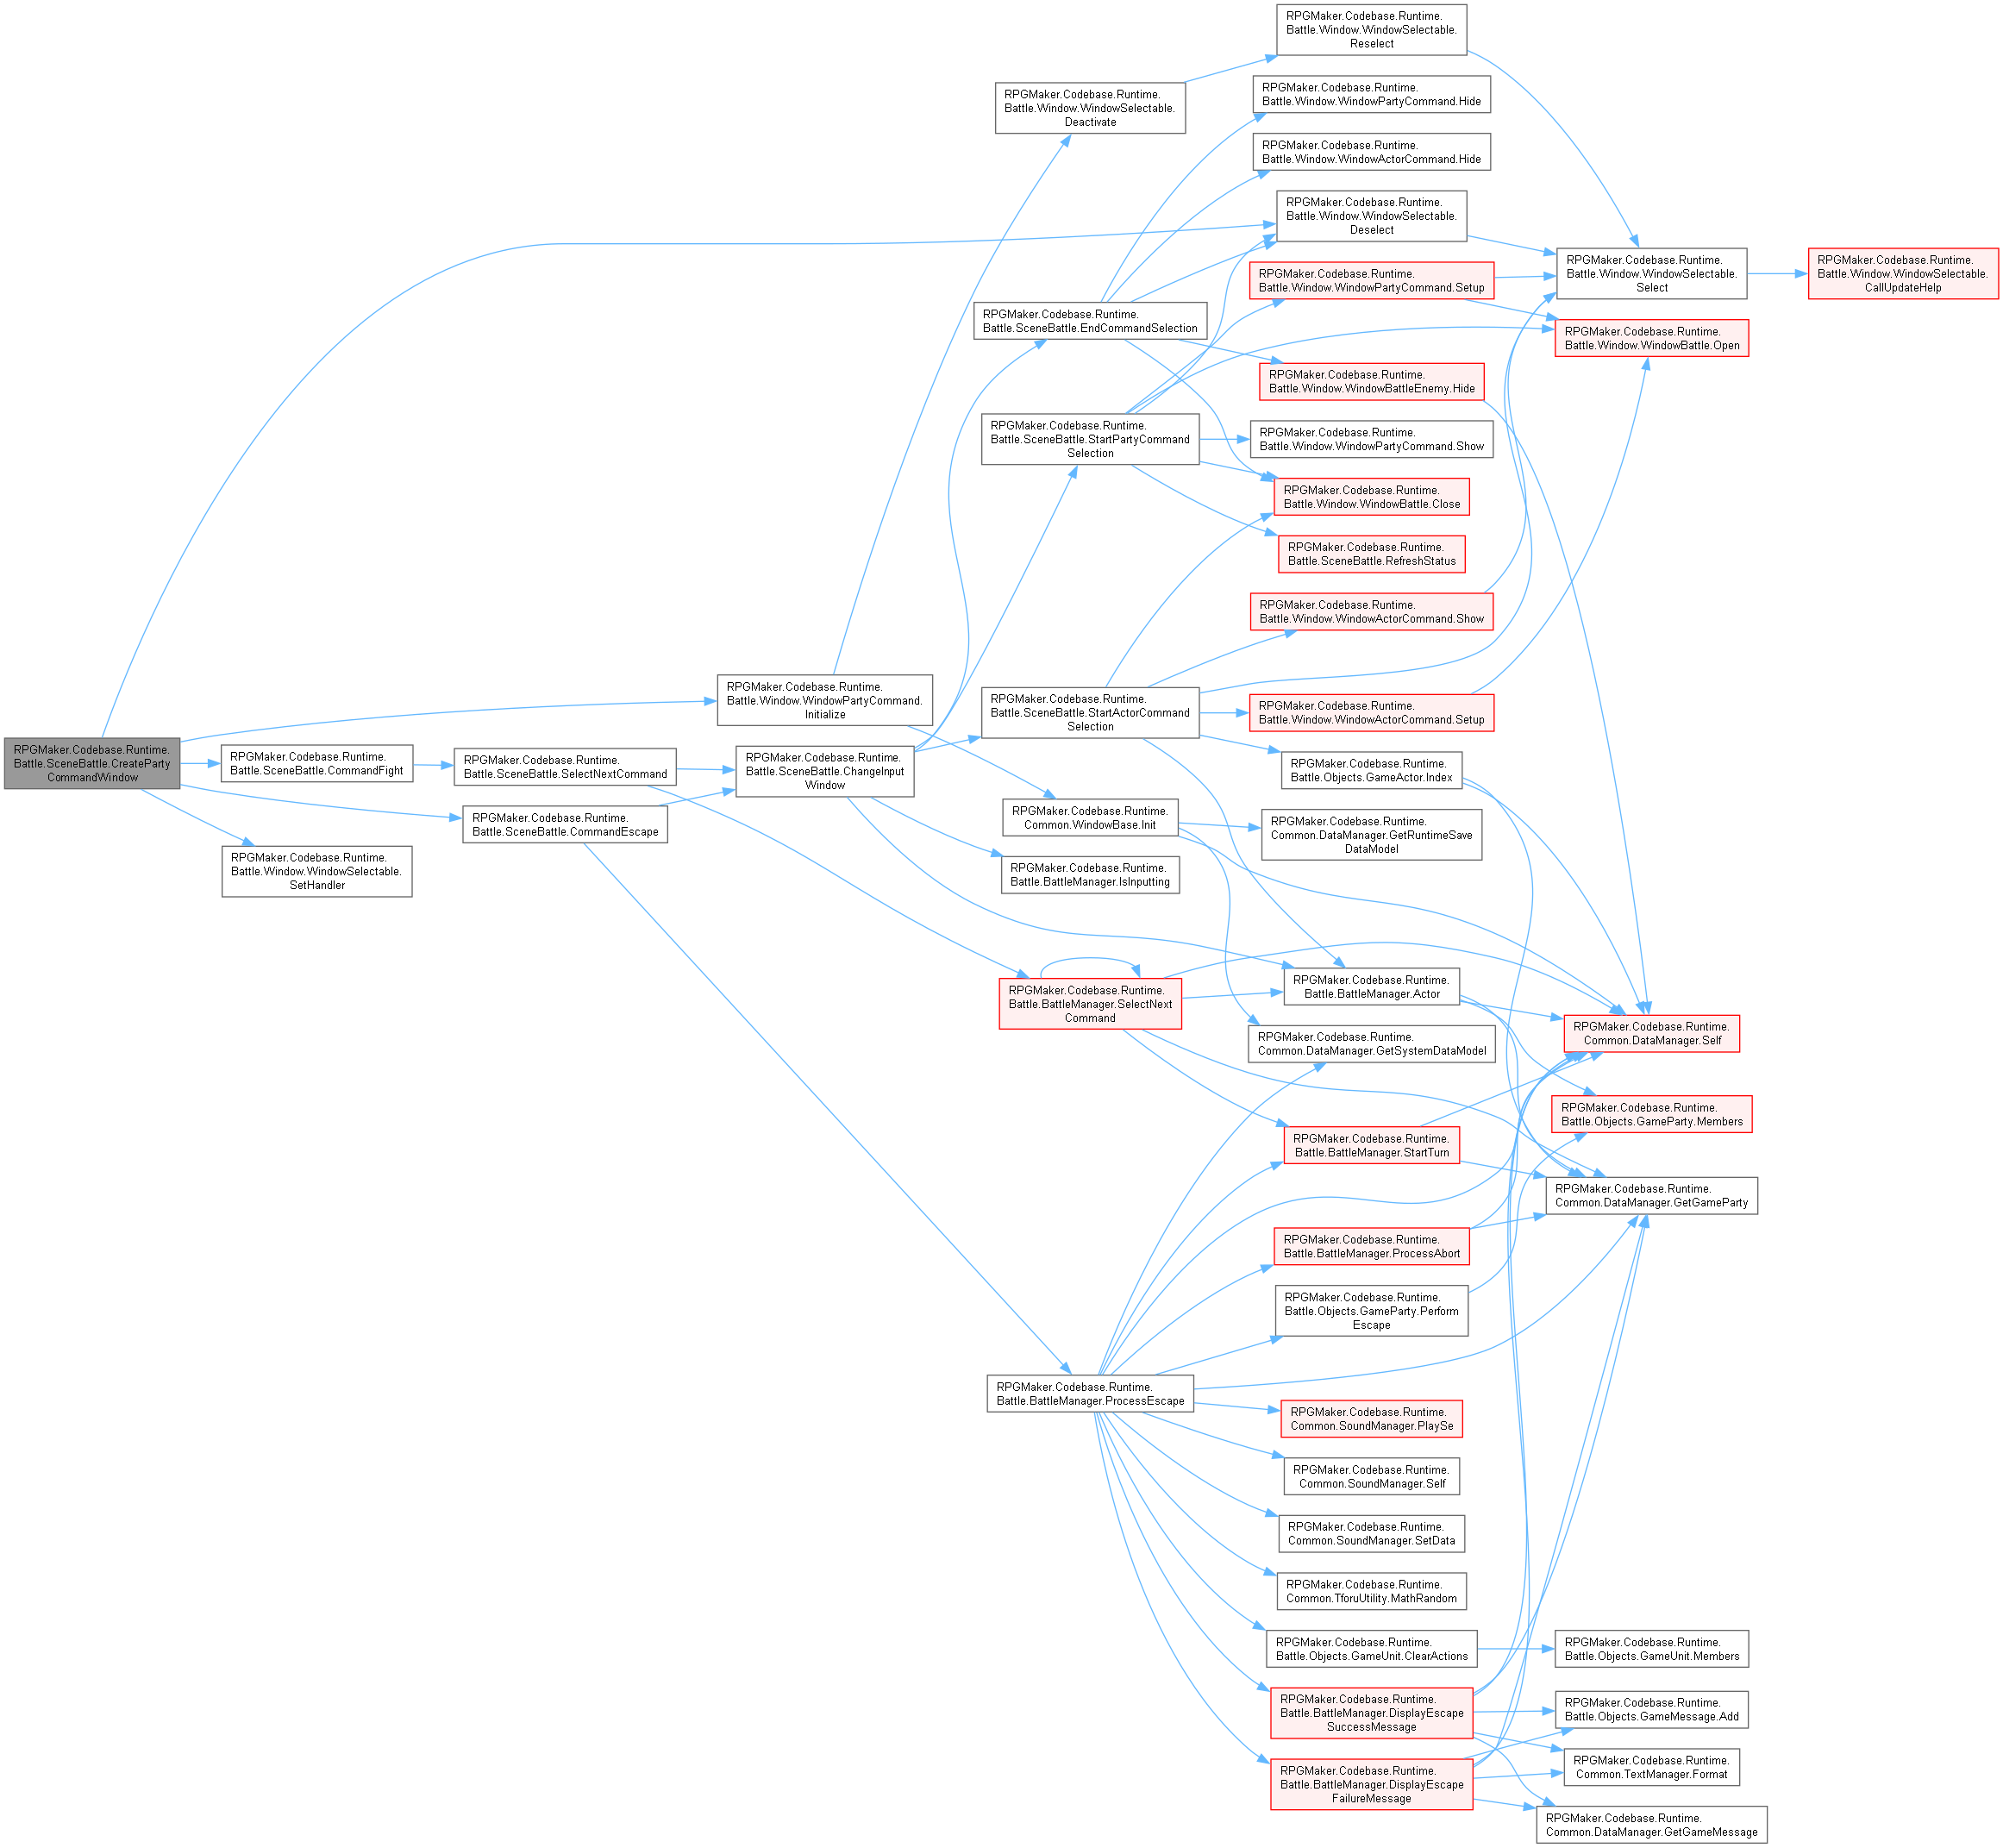 RPGMaker.Codebase.Runtime.
Battle.SceneBattle.CreateParty
CommandWindow
RPGMaker.Codebase.Runtime.
Battle.SceneBattle.CommandFight
RPGMaker.Codebase.Runtime.
Battle.Window.WindowSelectable.
SetHandler
RPGMaker.Codebase.Runtime.
Battle.SceneBattle.SelectNextCommand
RPGMaker.Codebase.Runtime.
Battle.SceneBattle.CommandEscape
RPGMaker.Codebase.Runtime.
Battle.Window.WindowPartyCommand.
Initialize
RPGMaker.Codebase.Runtime.
Battle.SceneBattle.ChangeInput
Window
RPGMaker.Codebase.Runtime.
Battle.Window.WindowSelectable.
Deactivate
RPGMaker.Codebase.Runtime.
Battle.SceneBattle.EndCommandSelection
RPGMaker.Codebase.Runtime.
Battle.SceneBattle.StartPartyCommand
Selection
RPGMaker.Codebase.Runtime.
Battle.SceneBattle.StartActorCommand
Selection
RPGMaker.Codebase.Runtime.
Common.WindowBase.Init
RPGMaker.Codebase.Runtime.
Battle.BattleManager.IsInputting
RPGMaker.Codebase.Runtime.
Battle.BattleManager.SelectNext
Command
RPGMaker.Codebase.Runtime.
Battle.BattleManager.ProcessEscape
RPGMaker.Codebase.Runtime.
Battle.Window.WindowSelectable.
Reselect
RPGMaker.Codebase.Runtime.
Battle.Window.WindowPartyCommand.Hide
RPGMaker.Codebase.Runtime.
Battle.Window.WindowActorCommand.Hide
RPGMaker.Codebase.Runtime.
Battle.Window.WindowSelectable.
Deselect
RPGMaker.Codebase.Runtime.
Battle.Window.WindowPartyCommand.Setup
RPGMaker.Codebase.Runtime.
Battle.Window.WindowBattleEnemy.Hide
RPGMaker.Codebase.Runtime.
Battle.Window.WindowPartyCommand.Show
RPGMaker.Codebase.Runtime.
Battle.Window.WindowBattle.Close
RPGMaker.Codebase.Runtime.
Battle.SceneBattle.RefreshStatus
RPGMaker.Codebase.Runtime.
Battle.Window.WindowActorCommand.Show
RPGMaker.Codebase.Runtime.
Battle.Window.WindowActorCommand.Setup
RPGMaker.Codebase.Runtime.
Battle.Objects.GameActor.Index
RPGMaker.Codebase.Runtime.
Common.DataManager.GetRuntimeSave
DataModel
RPGMaker.Codebase.Runtime.
Battle.BattleManager.Actor
RPGMaker.Codebase.Runtime.
Common.DataManager.GetSystemDataModel
RPGMaker.Codebase.Runtime.
Battle.BattleManager.StartTurn
RPGMaker.Codebase.Runtime.
Battle.BattleManager.ProcessAbort
RPGMaker.Codebase.Runtime.
Battle.Objects.GameParty.Perform
Escape
RPGMaker.Codebase.Runtime.
Common.SoundManager.PlaySe
RPGMaker.Codebase.Runtime.
Common.SoundManager.Self
RPGMaker.Codebase.Runtime.
Common.SoundManager.SetData
RPGMaker.Codebase.Runtime.
Common.TforuUtility.MathRandom
RPGMaker.Codebase.Runtime.
Battle.Objects.GameUnit.ClearActions
RPGMaker.Codebase.Runtime.
Battle.BattleManager.DisplayEscape
SuccessMessage
RPGMaker.Codebase.Runtime.
Battle.BattleManager.DisplayEscape
FailureMessage
RPGMaker.Codebase.Runtime.
Battle.Window.WindowSelectable.
Select
RPGMaker.Codebase.Runtime.
Battle.Window.WindowBattle.Open
RPGMaker.Codebase.Runtime.
Common.DataManager.Self
RPGMaker.Codebase.Runtime.
Battle.Objects.GameParty.Members
RPGMaker.Codebase.Runtime.
Common.DataManager.GetGameParty
RPGMaker.Codebase.Runtime.
Battle.Objects.GameUnit.Members
RPGMaker.Codebase.Runtime.
Battle.Objects.GameMessage.Add
RPGMaker.Codebase.Runtime.
Common.TextManager.Format
RPGMaker.Codebase.Runtime.
Common.DataManager.GetGameMessage
RPGMaker.Codebase.Runtime.
Battle.Window.WindowSelectable.
CallUpdateHelp